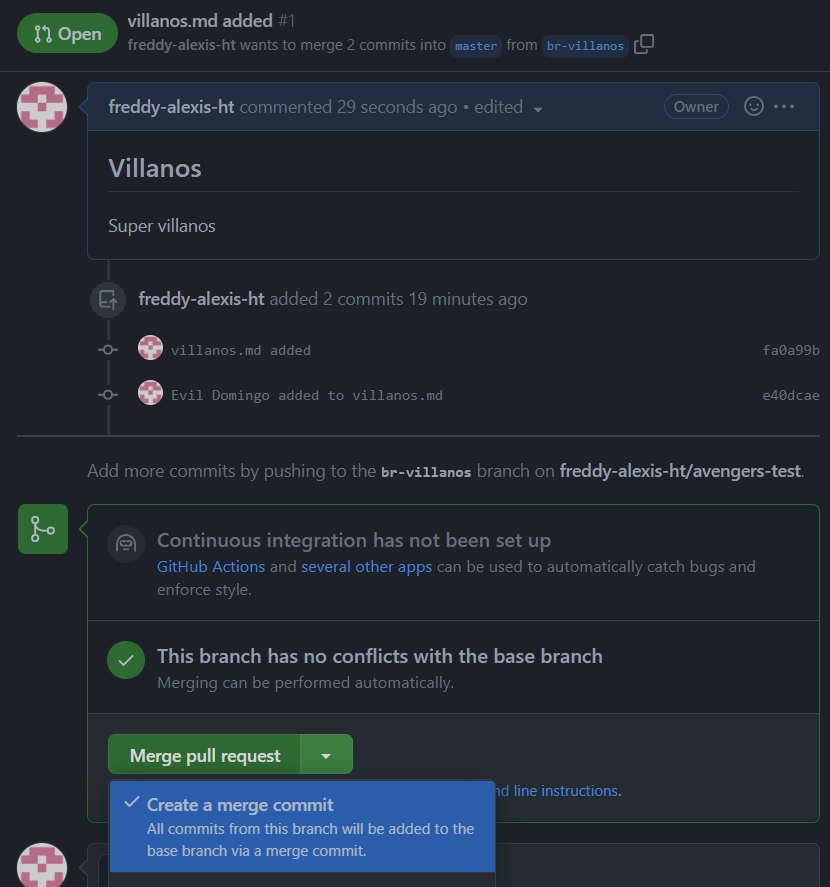 Open villanos.md added #1
freddy-alexis-ht wants to merge 2 commits into master from br-villanos
freddy-alexis-ht commented 29 seconds ago • edited Owner
Villanos
Super villanos
freddy-alexis-ht added 2 commits 19 minutes ago
villanos.md added fa0a99b
Evil Domingo added to villanos.md e40dcae
Add more commits by pushing to the br-villanos branch on freddy-alexis-ht/avengers-test.
Continuous integration has not been set up
GitHub Actions and several other apps can be used to automatically catch bugs and
enforce style.
This branch has no conflicts with the base branch
Merging can be performed automatically.
Merge pull request
line instructions.
Create a merge commit
All commits from this branch will be added to the
base branch via a merge commit.